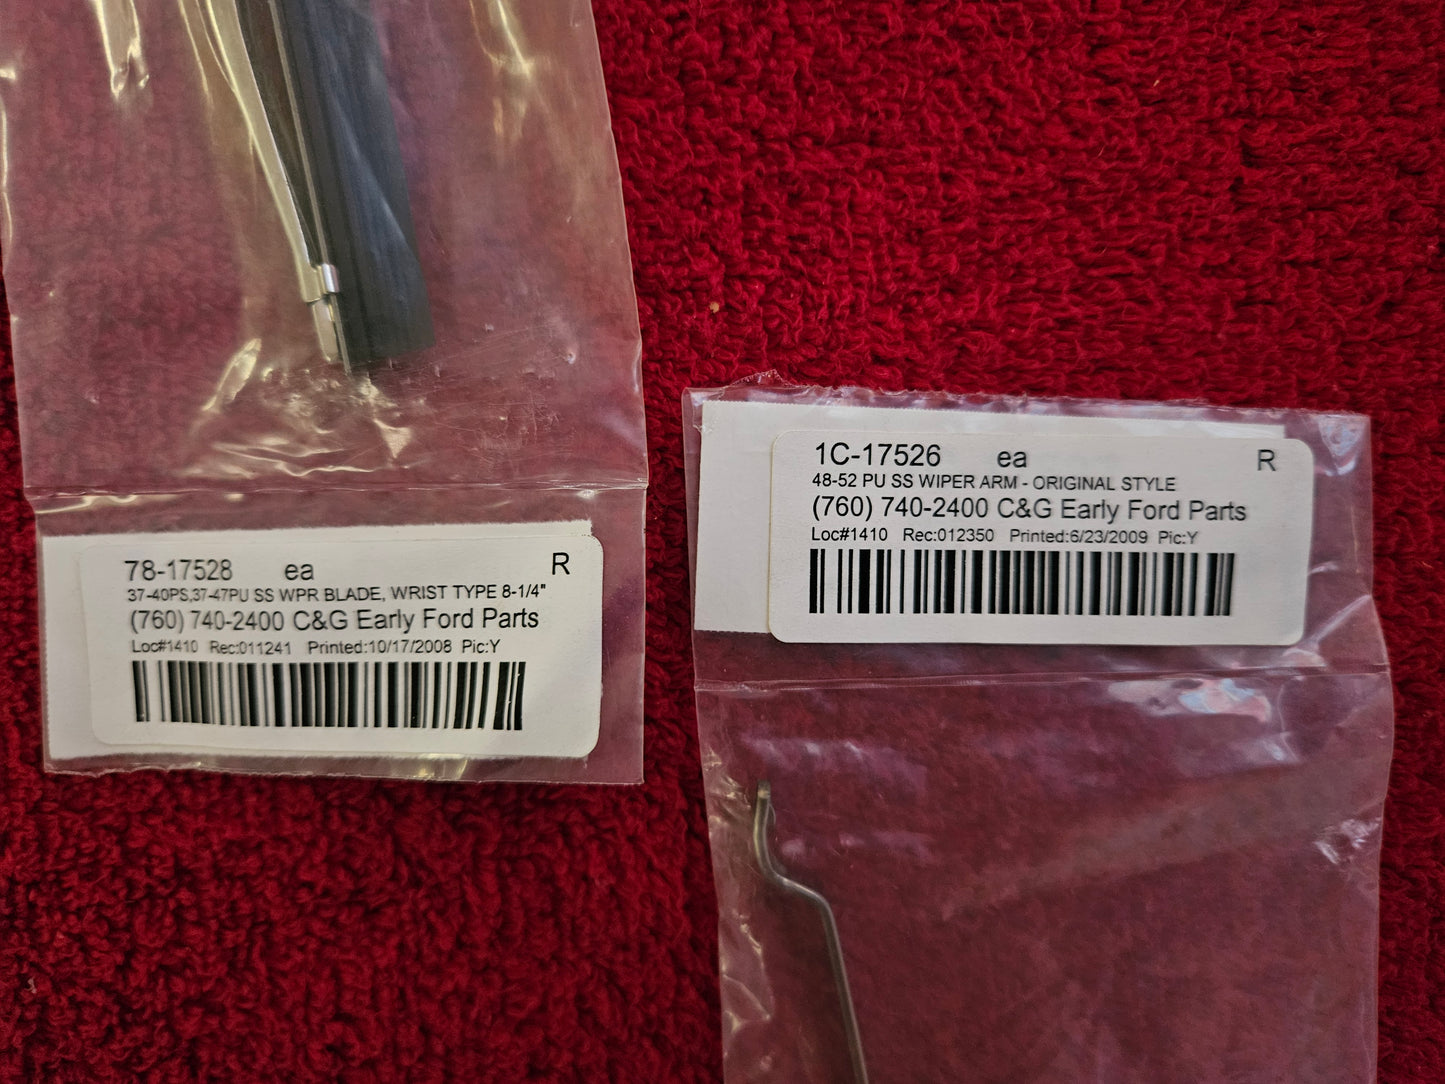 78-17528 ea R
37-40PS,37-47PU SS WPR BLADE, WRIST TYPE 8-1/4"
(760) 740-2400 C&G Early Ford Parts
Loc#1410 Rec:011241 Printed:10/17/2008 Pic:Y
1C-17526 ea R
48-52 PU SS WIPER ARM - ORIGINAL STYLE
(760) 740-2400 C&G Early Ford Parts
Loc#1410 Rec:012350 Printed:6/23/2009 Pic:Y